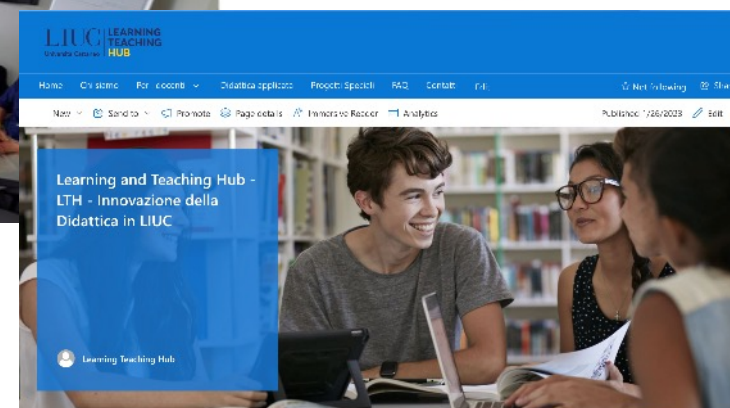 LIUC LEARNING
TEACHING
HUB
Università Cattaneo
Home Chi siamo Per i docenti Didattica applicata Progetti Speciali FAQ Contatti Edit
Not following Shar
New Send to Promote Page details Immersive Reader Analytics
Published 1/26/2023 Edit
Learning and Teaching Hub -
LTH - Innovazione della
Didattica in LIUC
Learning Teaching Hub